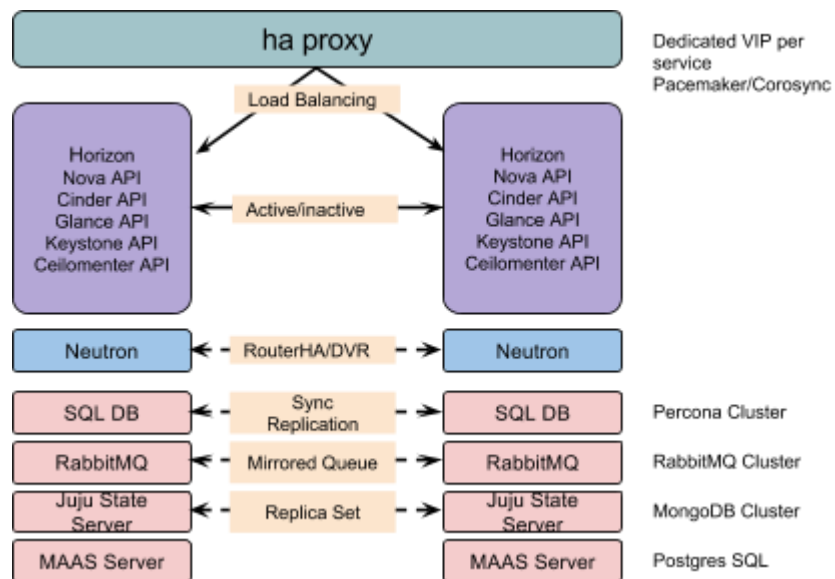 ha proxy
Dedicated VIP per
service
Pacemaker/Corosync
Load Balancing
Horizon
Nova API
Cinder API
Glance API
Keystone API
Ceilomenter API
Active/inactive
Horizon
Nova API
Cinder API
Glance API
Keystone API
Ceilomenter API
Neutron
RouterHA/DVR
Neutron
SQL DB
Sync
Replication
SQL DB
Percona Cluster
RabbitMQ
Mirrored Queue
RabbitMQ
RabbitMQ Cluster
Juju State
Server
Replica Set
Juju State
Server
MongoDB Cluster
MAAS Server
MAAS Server
Postgres SQL